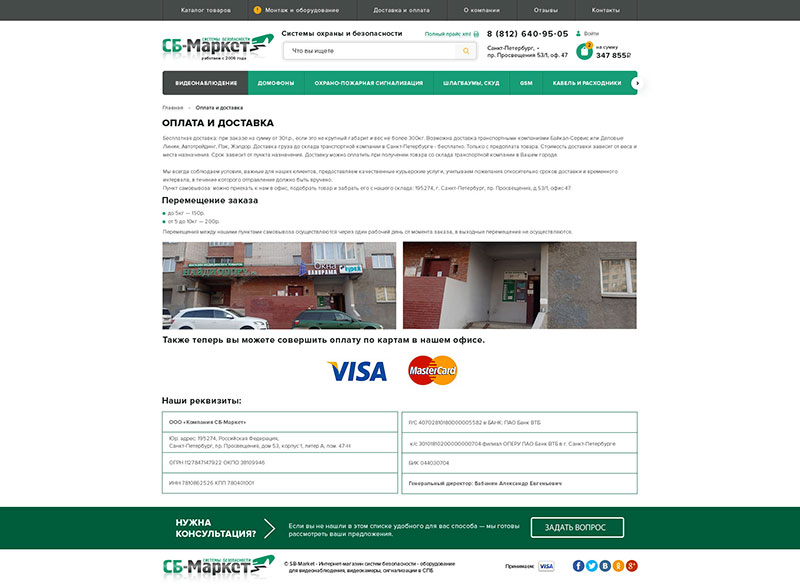 Каталог товаров
Монтаж и оборудование
Доставка и оплата
О компании
Отзывы
Контакты
СИСТЕМЫ БЕЗОПАСНОСТИ
СБ-Маркет
работаем с 2006 года
Системы охраны и безопасности
Полный прайс xml
Что вы ищете
8 (812) 640-95-05
Санкт-Петербург,
пр. Просвещения 53/1, оф. 47
Войти
2
на сумму
347 855₽
ВИДЕОНАБЛЮДЕНИЕ
ДОМОФОНЫ
ОХРАНО-ПОЖАРНАЯ СИГНАЛИЗАЦИЯ
ШЛАГБАУМЫ, СКУД
GSM
КАБЕЛЬ И РАСХОДНИКИ
Главная
Оплата и доставка
ОПЛАТА И ДОСТАВКА
Бесплатная доставка: при заказе на сумму от 30т.р., если это не крупный габарит и вес не более 300кг. Возможна доставка транспортными компаниями Байкал-Сервис или Деловые
Линии, Автотрейдинг, Пэк, Жэлдор. Доставка груза до склада транспортной компании в Санкт-Петербурге - бесплатно. Только с предоплата товара. Стоимость доставки зависит от веса и
места назначения. Срок зависит от пункта назначения. Доставку можно оплатить при получении товара со склада транспортной компании в Вашем городе.
Мы всегда соблюдаем условия, важные для наших клиентов, предоставляем качественные курьерские услуги, учитываем пожелания относительно сроков доставки и временного
интервала, в течение которого отправление должно быть вручено.
Пункт самовывоза: можно приехать к нам в офис, подобрать товар и забрать его с нашего склада: 195274, г. Санкт-Петербург, пр. Просвещения, д 53/1, офис 47.
Перемещение заказа
до 5кг — 150р.
от 5 до 10кг — 200р.
Перемещения между нашими пунктами самовывоза осуществляются через один рабочий день от момента заказа, в выходные перемещения не осуществляются.
Окна
ПАНОРАМА
Также теперь вы можете совершить оплату по картам в нашем офисе.
VISA
MasterCard
Наши реквизиты:
ООО «Компания СБ-Маркет»
Юр. адрес: 195274, Российская Федерация,
Санкт-Петербург, пр. Просвещения, дом 53, корпус 1, литер А, пом. 47-Н
ОГРН 1127847147922 ОКПО 38109946
ИНН 7810862526 КПП 780401001
Р/С 40702810180000005582 в БАНК: ПАО Банк ВТБ
к/с 30101810200000000704 филиал ОПЕРУ ПАО Банк ВТБ в г. Санкт-Петербурге
БИК 044030704
Генеральный директор: Бабанин Александр Евгеньевич
НУЖНА
КОНСУЛЬТАЦИЯ?
Если вы не нашли в этом списке удобного для вас способа — мы готовы
рассмотреть ваши предложения.
ЗАДАТЬ ВОПРОС
СИСТЕМЫ БЕЗОПАСНОСТИ
СБ-Маркет
© SB-Market - Интернет-магазин систем безопасности - оборудование
для видеонаблюдения, видеокамеры, сигнализации в СПБ
Принимаем:
VISA